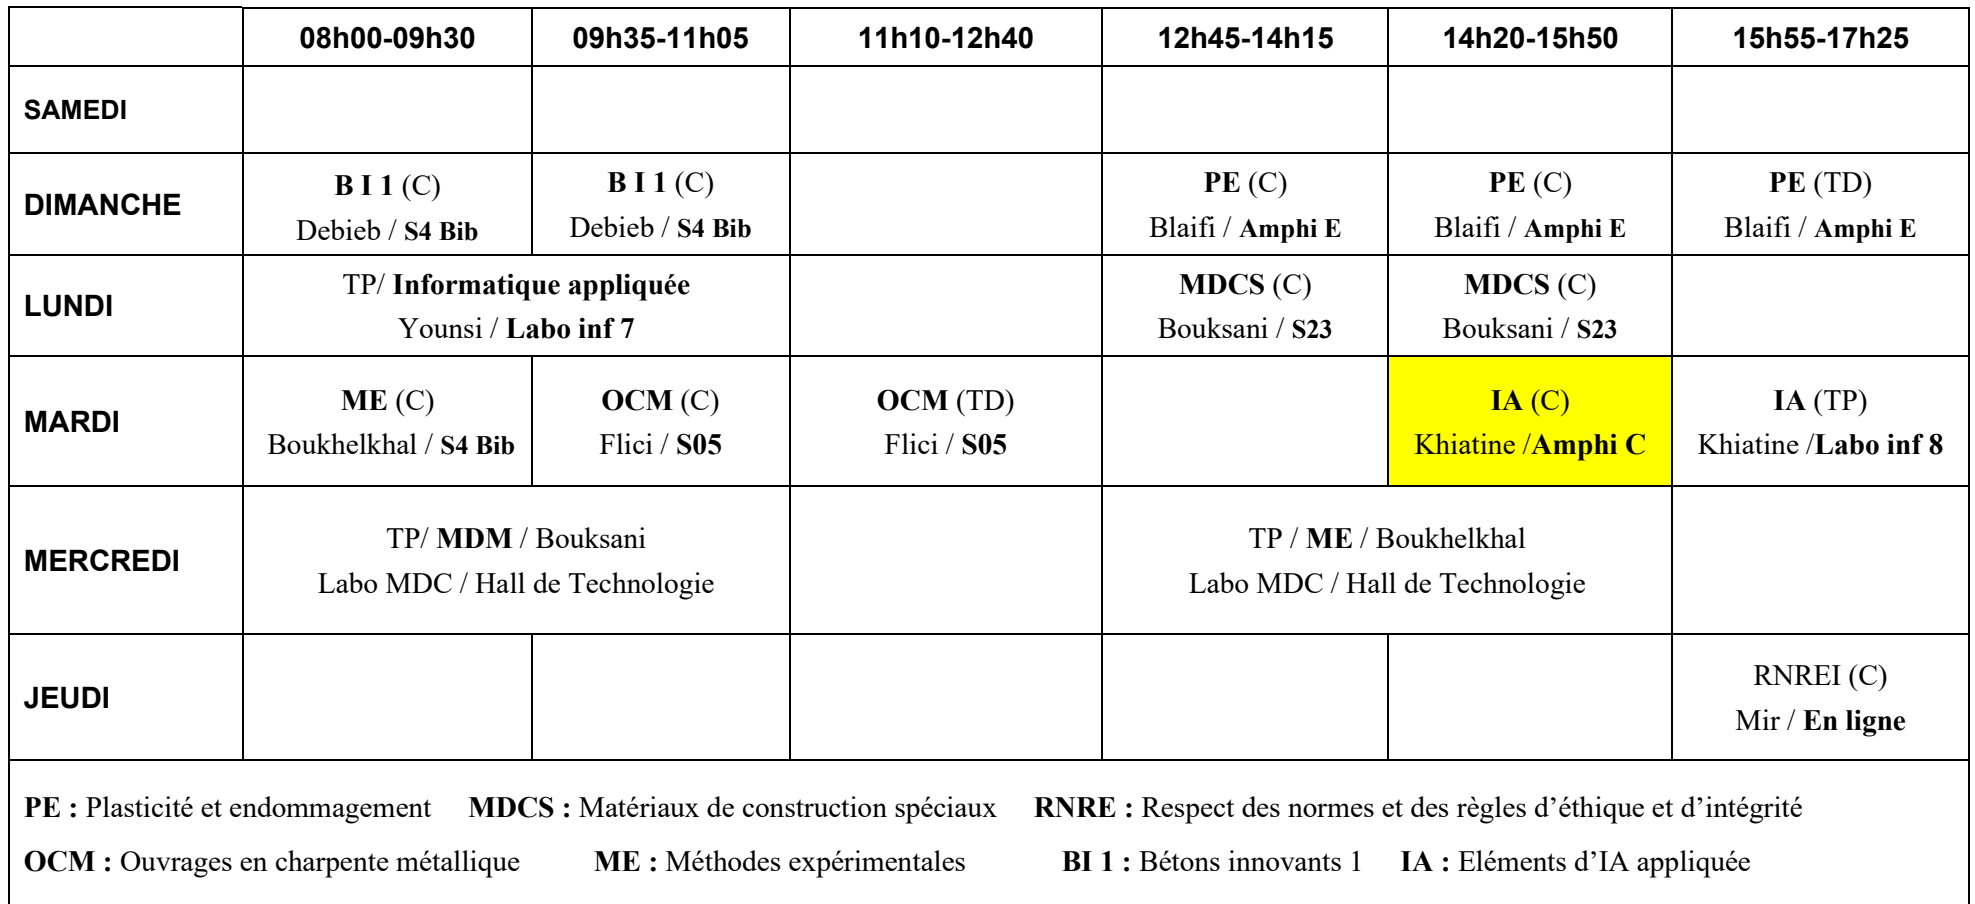 08h00-09h30 09h35-11h05 11h10-12h40 12h45-14h15 14h20-15h50 15h55-17h25
SAMEDI
DIMANCHE
B I 1 (C)
Debieb / S4 Bib
B I 1 (C)
Debieb / S4 Bib
PE (C)
Blaifi / Amphi E
PE (C)
Blaifi / Amphi E
PE (TD)
Blaifi / Amphi E
LUNDI
TP/ Informatique appliquée
Younsi / Labo inf 7
MDCS (C)
Bouksani / S23
MDCS (C)
Bouksani / S23
MARDI
ME (C)
Boukhelkhal / S4 Bib
OCM (C)
Flici / S05
OCM (TD)
Flici / S05
IA (C)
Khiatine /Amphi C
IA (TP)
Khiatine /Labo inf 8
MERCREDI
TP/ MDM / Bouksani
Labo MDC / Hall de Technologie
TP / ME / Boukhelkhal
Labo MDC / Hall de Technologie
JEUDI
RNREI (C)
Mir / En ligne
PE : Plasticité et endommagement MDCS : Matériaux de construction spéciaux RNRE : Respect des normes et des règles d’éthique et d’intégrité
OCM : Ouvrages en charpente métallique ME : Méthodes expérimentales BI 1 : Bétons innovants 1 IA : Eléments d’IA appliquée